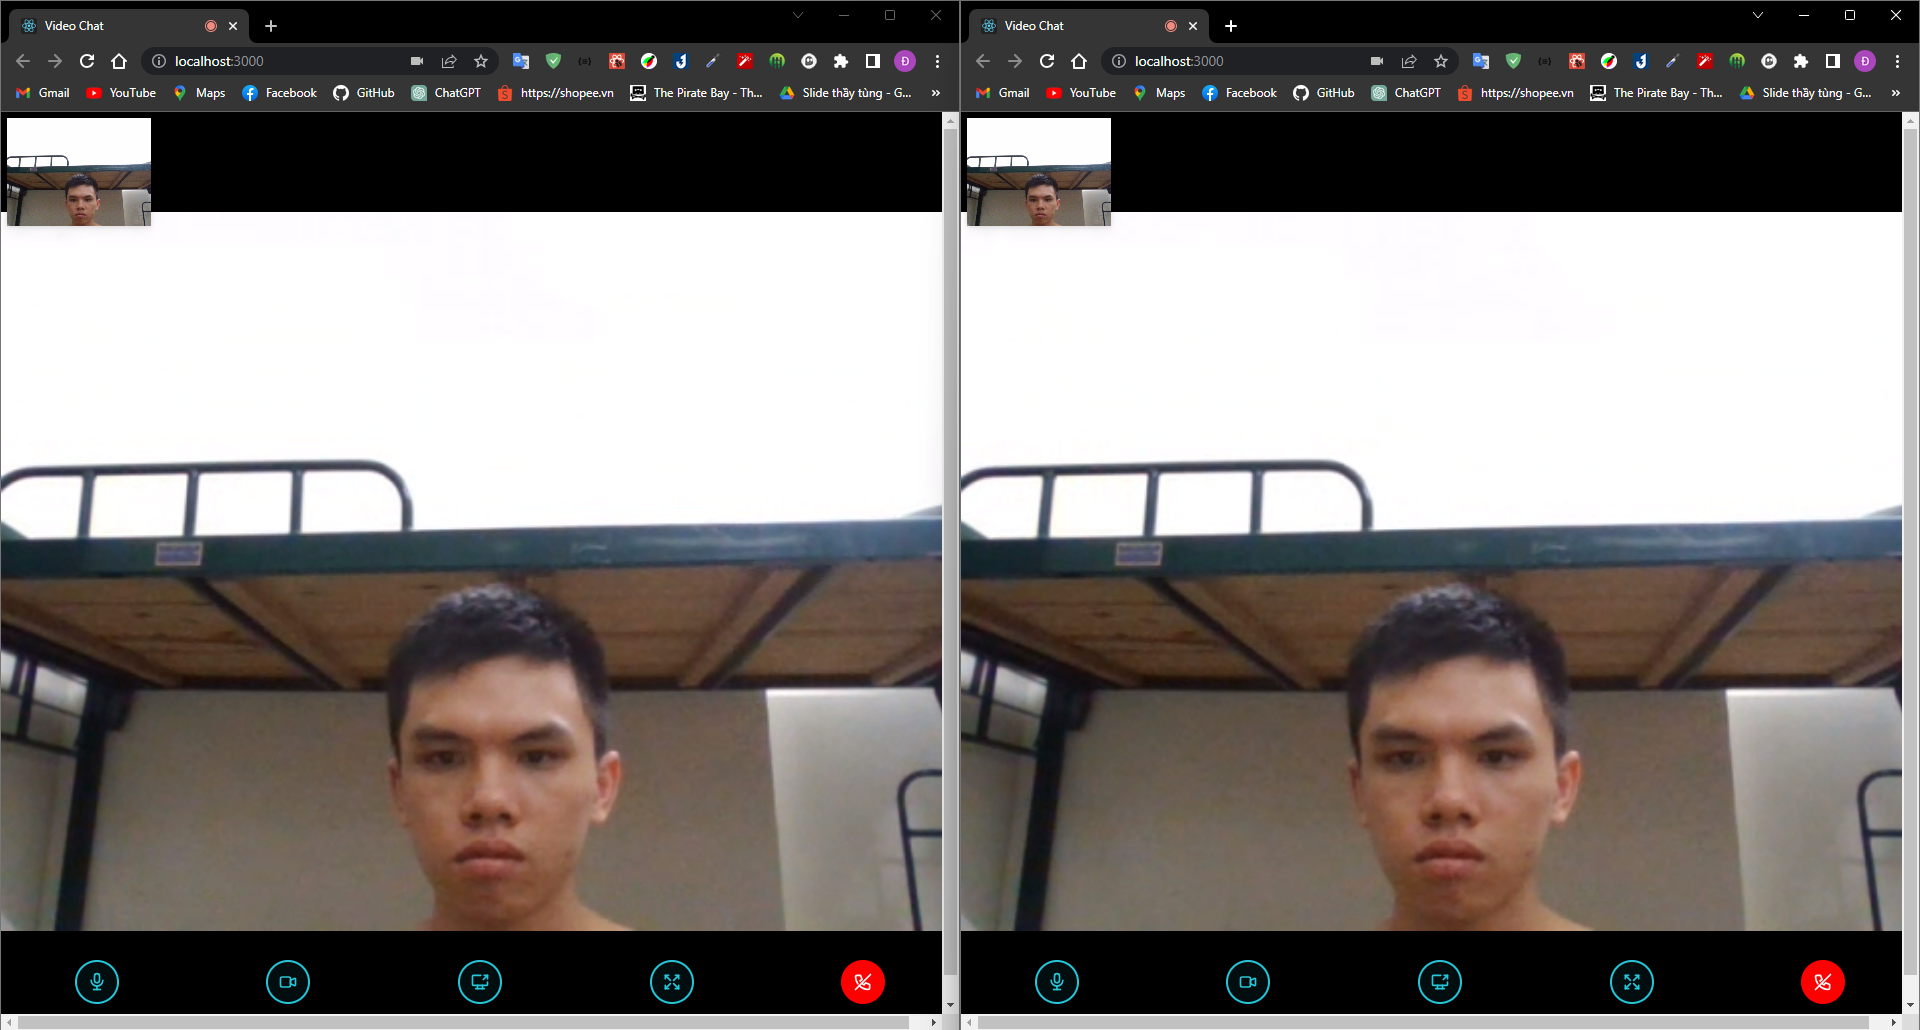 Video Chat
localhost:3000
Đ
Gmail YouTube Maps Facebook GitHub ChatGPT https://shopee.vn The Pirate Bay - Th... Slide thầy tùng - G... »
Video Chat
localhost:3000
Đ
Gmail YouTube Maps Facebook GitHub ChatGPT https://shopee.vn The Pirate Bay - Th... Slide thầy tùng - G... »